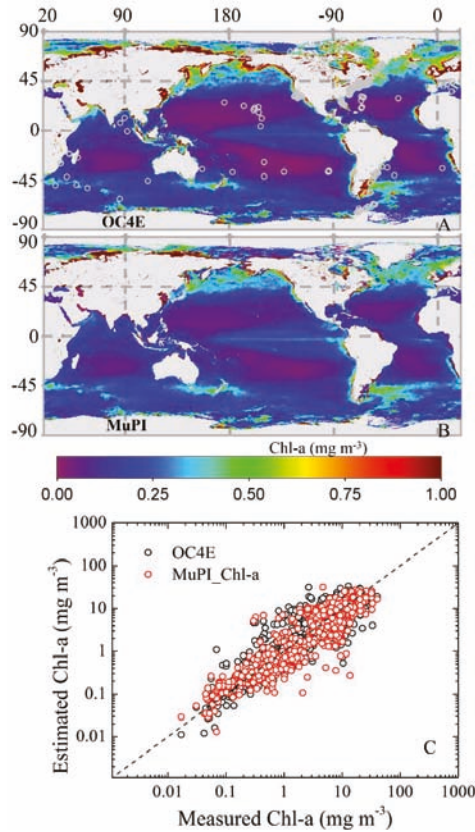 20 90 180 -90 0
90
45
0
-45
-90
OC4E
A
90
45
0
-45
-90
MuPI
B
Chl-a (mg m⁻³)
0.00 0.25 0.50 0.75 1.00
1000
100
10
1
0.1
0.01
OC4E
MuPI_Chl-a
C
Estimated Chl-a (mg m⁻³)
0.01 0.1 1 10 100 1000
Measured Chl-a (mg m⁻³)